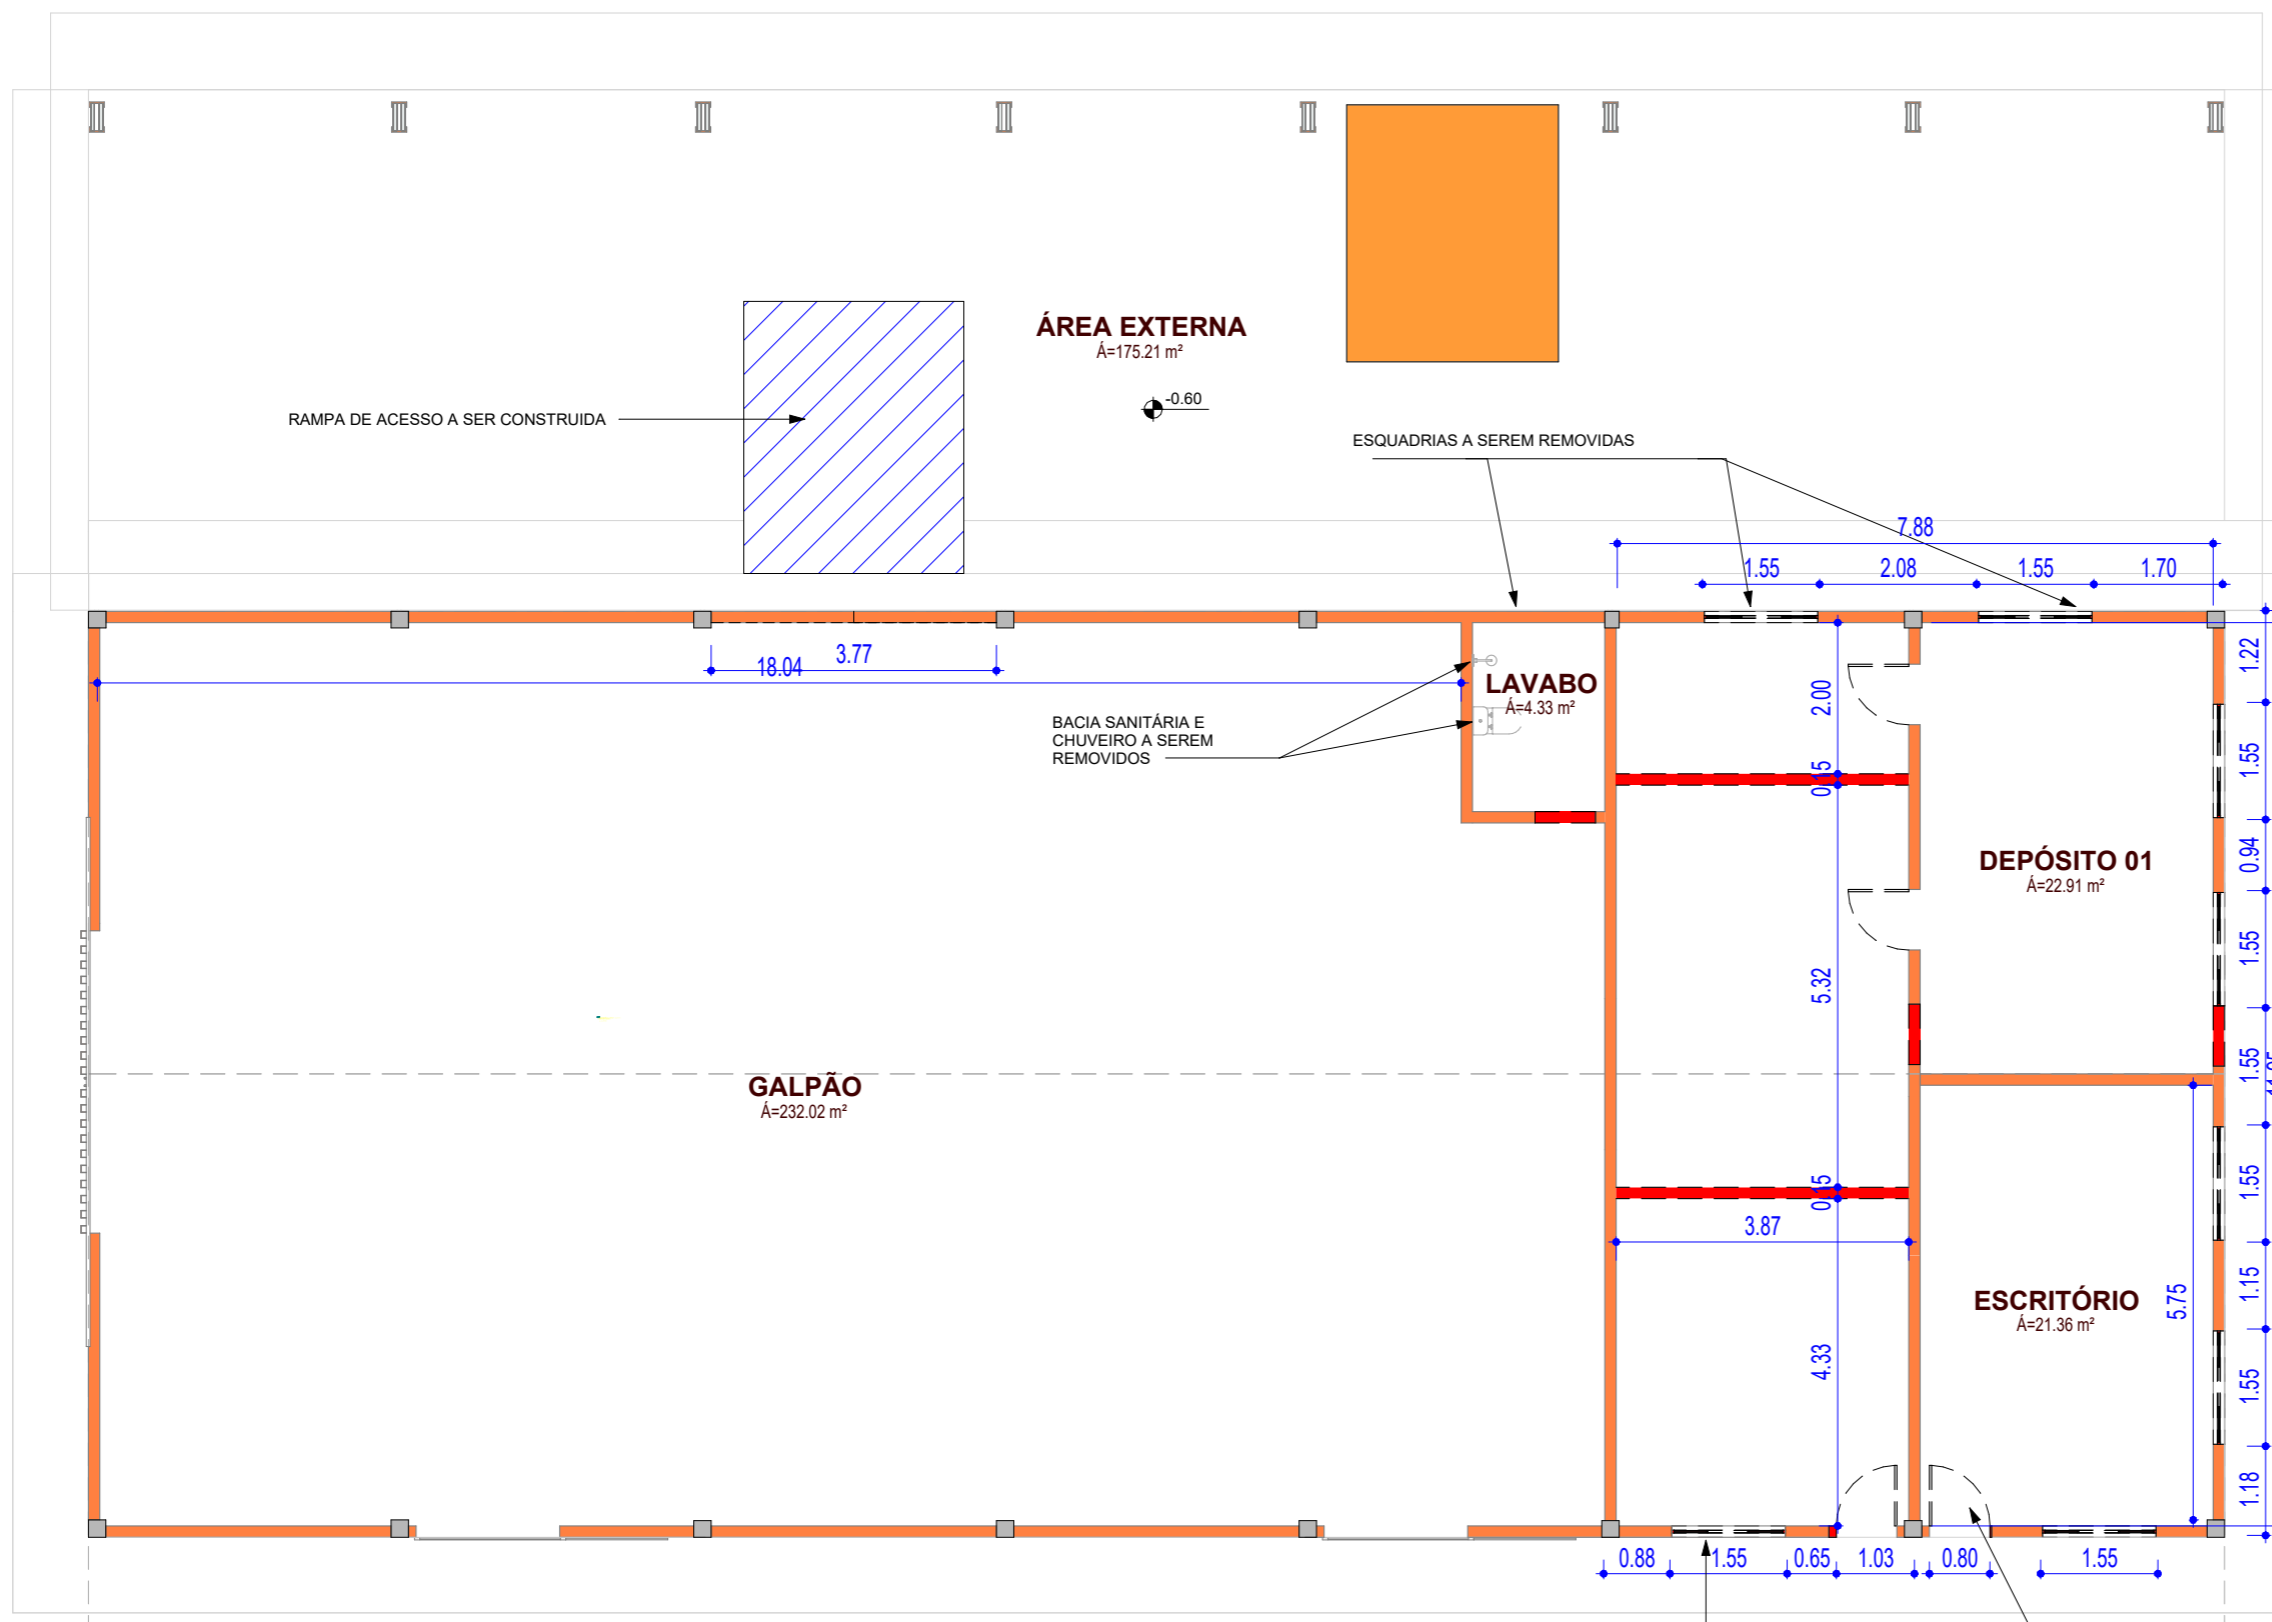 ÁREA EXTERNA
Á=175.21 m²
-0.60
RAMPA DE ACESSO A SER CONSTRUIDA
ESQUADRIAS A SEREM REMOVIDAS
7.88
1.55
2.08
1.55
1.70
3.77
18.04
LAVABO
Á=4.33 m²
BACIA SANITÁRIA E
CHUVEIRO A SEREM
REMOVIDOS
2.00
0.15
5.32
0.15
3.87
4.33
DEPÓSITO 01
Á=22.91 m²
GALPÃO
Á=232.02 m²
ESCRITÓRIO
Á=21.36 m²
5.75
1.22
1.55
0.94
1.55
1.55
1.55
1.15
1.55
1.18
0.88
1.55
0.65
1.03
0.80
1.55